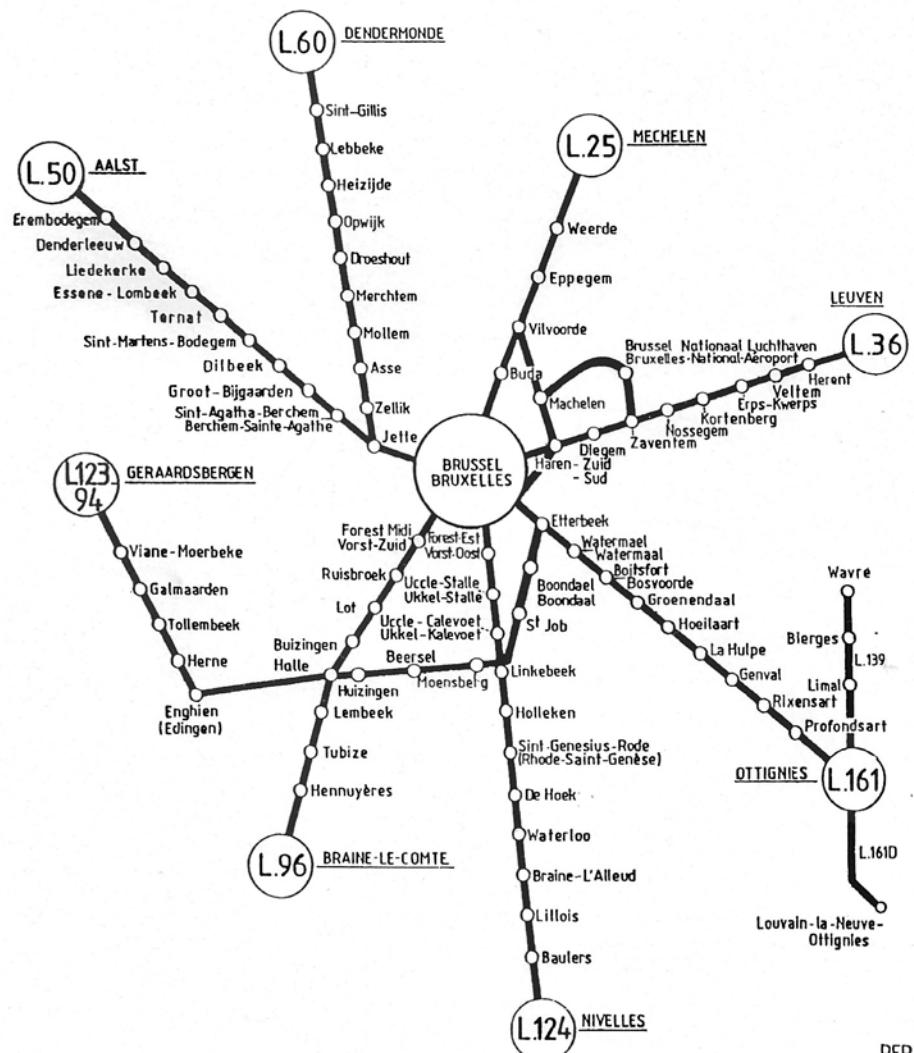 L.60
DENDERMONDE
Sint-Gillis
Lebbeke
Heizijde
Opwijk
Droeshout
Merchtem
Mollem
Asse
Zellik
L.50
AALST
Erembodegem
Denderleeuw
Liedekerke
Essene-Lombeek
Ternat
Sint-Martens-Bodegem
Dilbeek
Groot-Bijgaarden
Sint-Agatha-Berchem
Berchem-Sainte-Agathe
Jette
L.25
MECHELEN
Weerde
Eppegem
Vilvoorde
Buda
Machelen
Brussel Nationaal Luchthaven
Bruxelles-National-Aéroport
LEUVEN
L.36
Herent
Veltem
Erps-Kwerps
Kortenberg
Nossegem
Zaventem
Diegem
Haren-Zuid
-Sud
BRUSSEL
BRUXELLES
L123
94
GERAARDSBERGEN
Viane-Moerbeke
Galmaarden
Tollembeek
Herne
Enghien
(Edingen)
Forest Midi
Vorst-Zuid
Ruisbroek
Lot
Buizingen
Halle
Huizingen
Beersel
Moensberg
Lembeek
Tubize
Hennuyères
L.96
BRAINE-LE-COMTE
Forest-Est
Vorst-Oost
Uccle-Stalle
Ukkel-Stalle
Uccle-Calevoet
Ukkel-Kalevoet
Linkebeek
Holleken
Sint-Genesius-Rode
(Rhode-Saint-Genèse)
De Hoek
Waterloo
Braine-L'Alleud
Lillois
Baulers
L.124
NIVELLES
Etterbeek
Boondael
Boondaal
St Job
Watermael
Watermaal
Boitsfort
Bosvoorde
Groenendaal
Hoeilaart
La Hulpe
Genval
Rixensart
Profondsart
OTTIGNIES
L.161
Wavre
Bierges
L.139
Limal
L.161D
Louvain-la-Neuve-
Ottignies